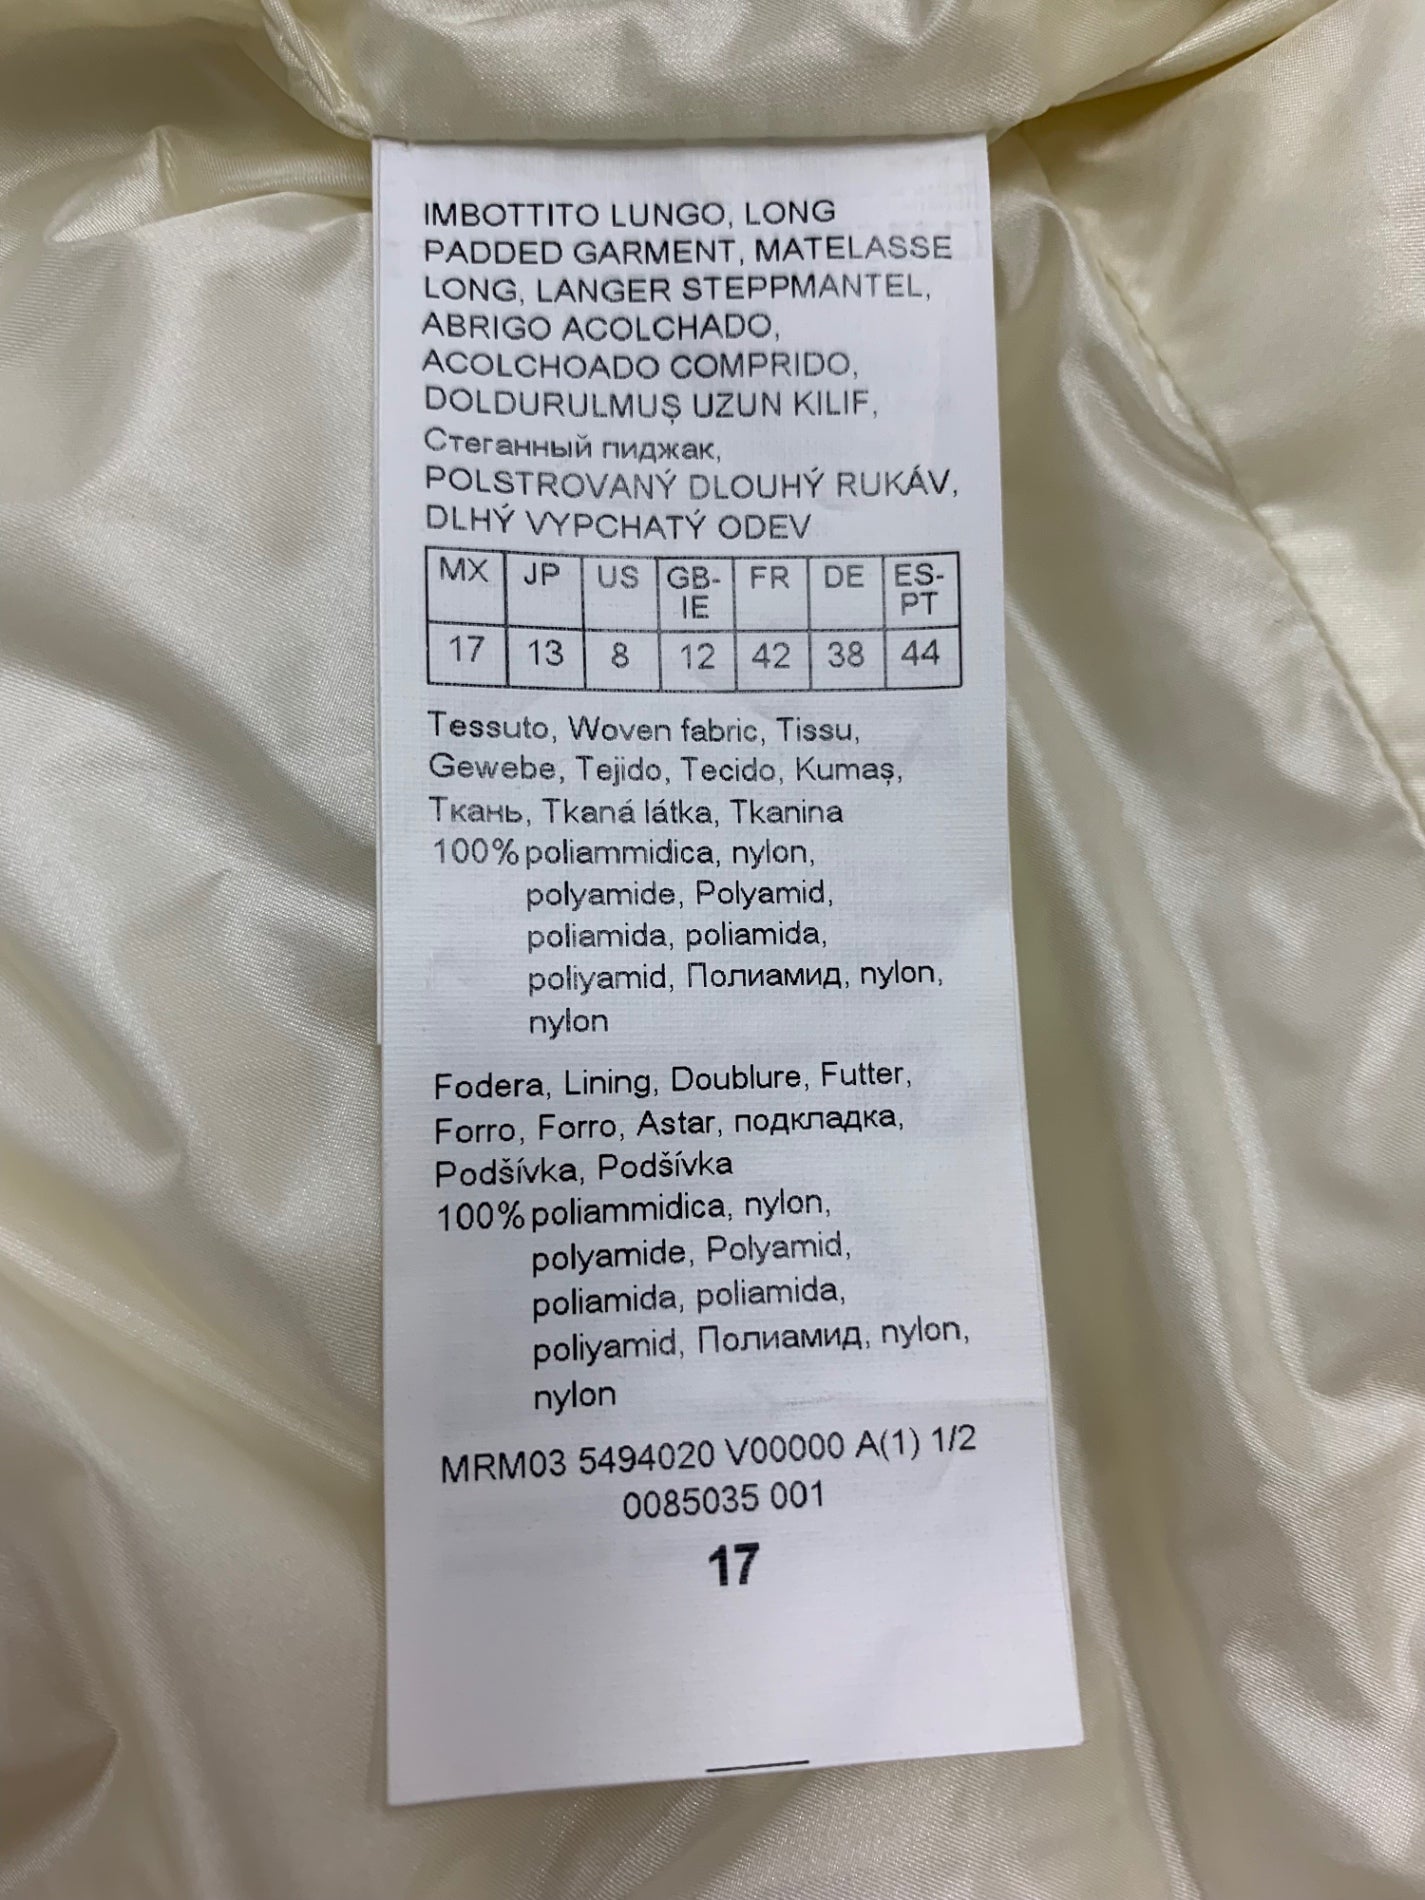 IMBOTTITO LUNGO, LONG
PADDED GARMENT, MATELASSE
LONG, LANGER STEPPMANTEL,
ABRIGO ACOLCHADO,
ACOLCHOADO COMPRIDO,
DOLDURULMUŞ UZUN KILIF,
Стеганный пиджак,
POLSTROVANÝ DLOUHÝ RUKÁV,
DLHÝ VYPCHATÝ ODEV
MX JP US GB-IE FR DE ES-PT
17 13 8 12 42 38 44
Tessuto, Woven fabric, Tissu,
Gewebe, Tejido, Tecido, Kumaş,
Ткань, Tkaná látka, Tkanina
100% poliammidica, nylon,
polyamide, Polyamid,
poliamida, poliamida,
poliyamid, Полиамид, nylon,
nylon
Fodera, Lining, Doublure, Futter,
Forro, Forro, Astar, подкладка,
Podšívka, Podšívka
100% poliammidica, nylon,
polyamide, Polyamid,
poliamida, poliamida,
poliyamid, Полиамид, nylon,
nylon
MRM03 5494020 V00000 A(1) 1/2
0085035 001
17